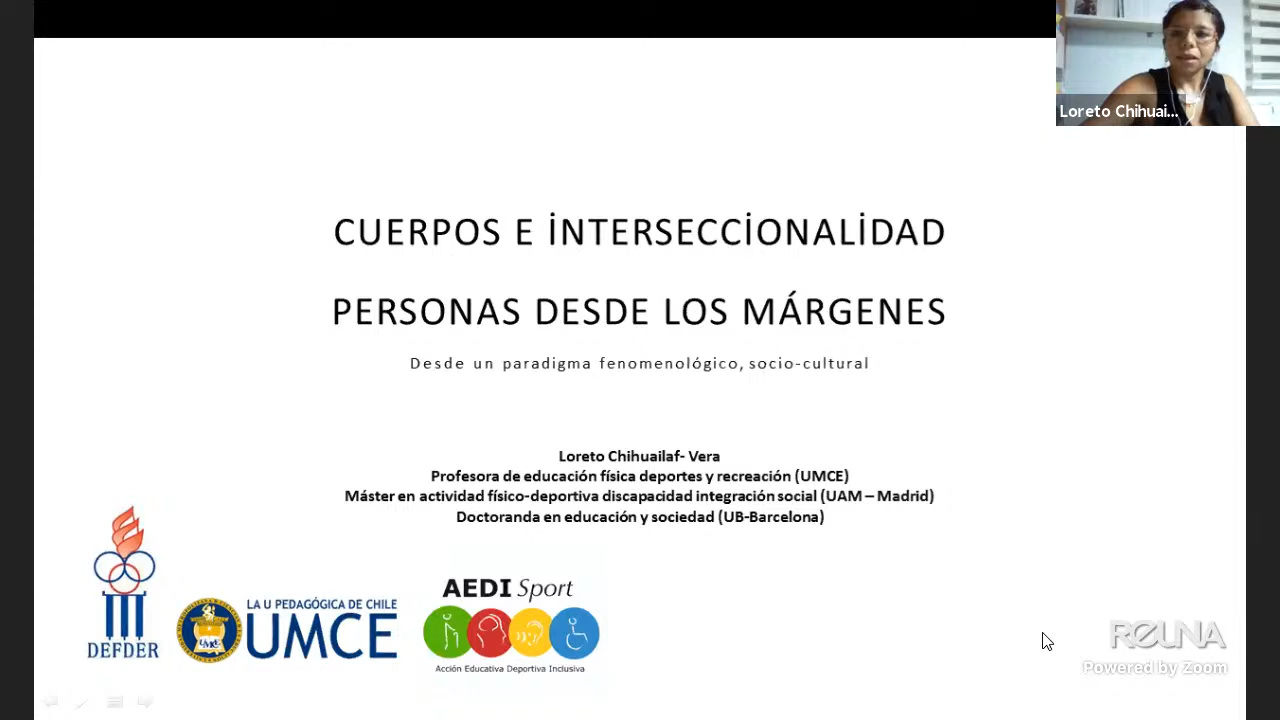 Loreto Chihuai...
CUERPOS E İNTERSECCİONALİDAD
PERSONAS DESDE LOS MÁRGENES
Desde un paradigma fenomenológico, socio-cultural
Loreto Chihuailaf- Vera
Profesora de educación física deportes y recreación (UMCE)
Máster en actividad físico-deportiva discapacidad integración social (UAM – Madrid)
Doctoranda en educación y sociedad (UB-Barcelona)
DEFDER
LA U PEDAGÓGICA DE CHILE
UMCE
AEDI Sport
Acción Educativa Deportiva Inclusiva
REUNA
Powered by Zoom